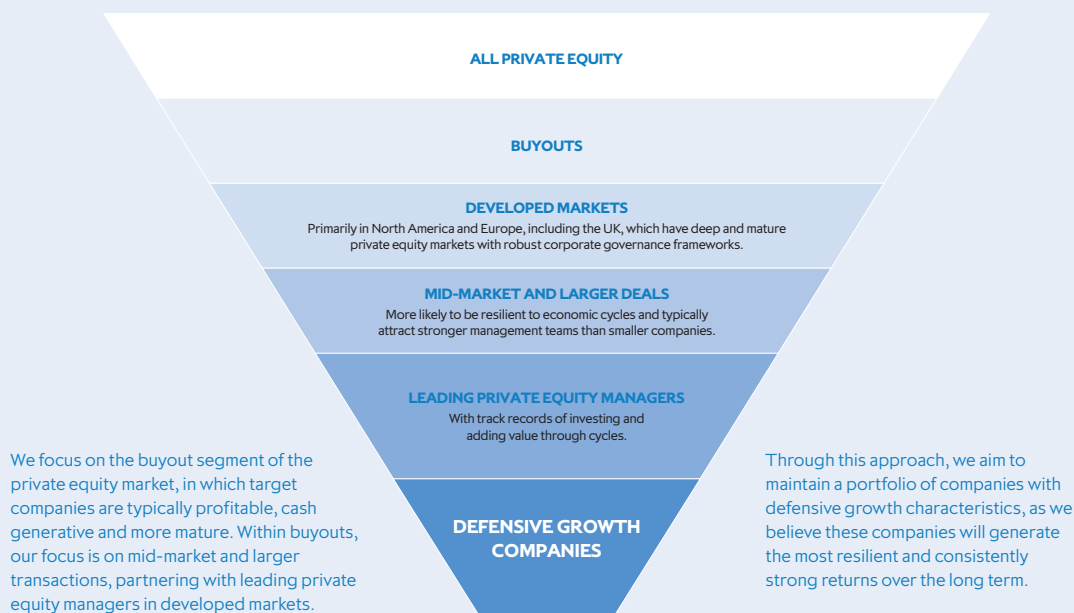 ALL PRIVATE EQUITY
BUYOUTS
DEVELOPED MARKETS
Primarily in North America and Europe, including the UK, which have deep and mature
private equity markets with robust corporate governance frameworks.
MID-MARKET AND LARGER DEALS
More likely to be resilient to economic cycles and typically
attract stronger management teams than smaller companies.
LEADING PRIVATE EQUITY MANAGERS
With track records of investing and
adding value through cycles.
DEFENSIVE GROWTH
COMPANIES
We focus on the buyout segment of the
private equity market, in which target
companies are typically profitable, cash
generative and more mature. Within buyouts,
our focus is on mid-market and larger
transactions, partnering with leading private
equity managers in developed markets.
Through this approach, we aim to
maintain a portfolio of companies with
defensive growth characteristics, as we
believe these companies will generate
the most resilient and consistently
strong returns over the long term.